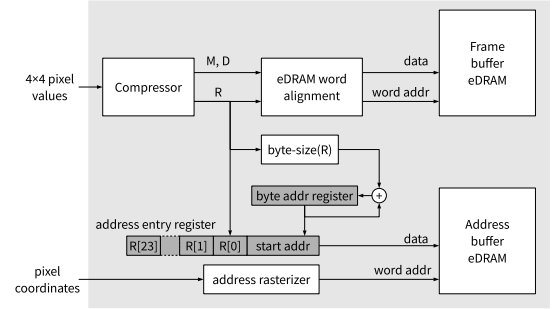 4×4 pixel
values
Compressor
M, D
R
eDRAM word
alignment
data
word addr
Frame
buffer
eDRAM
byte-size(R)
byte addr register
+
address entry register
R[23]
R[1]
R[0]
start addr
data
word addr
Address
buffer
eDRAM
pixel
coordinates
address rasterizer